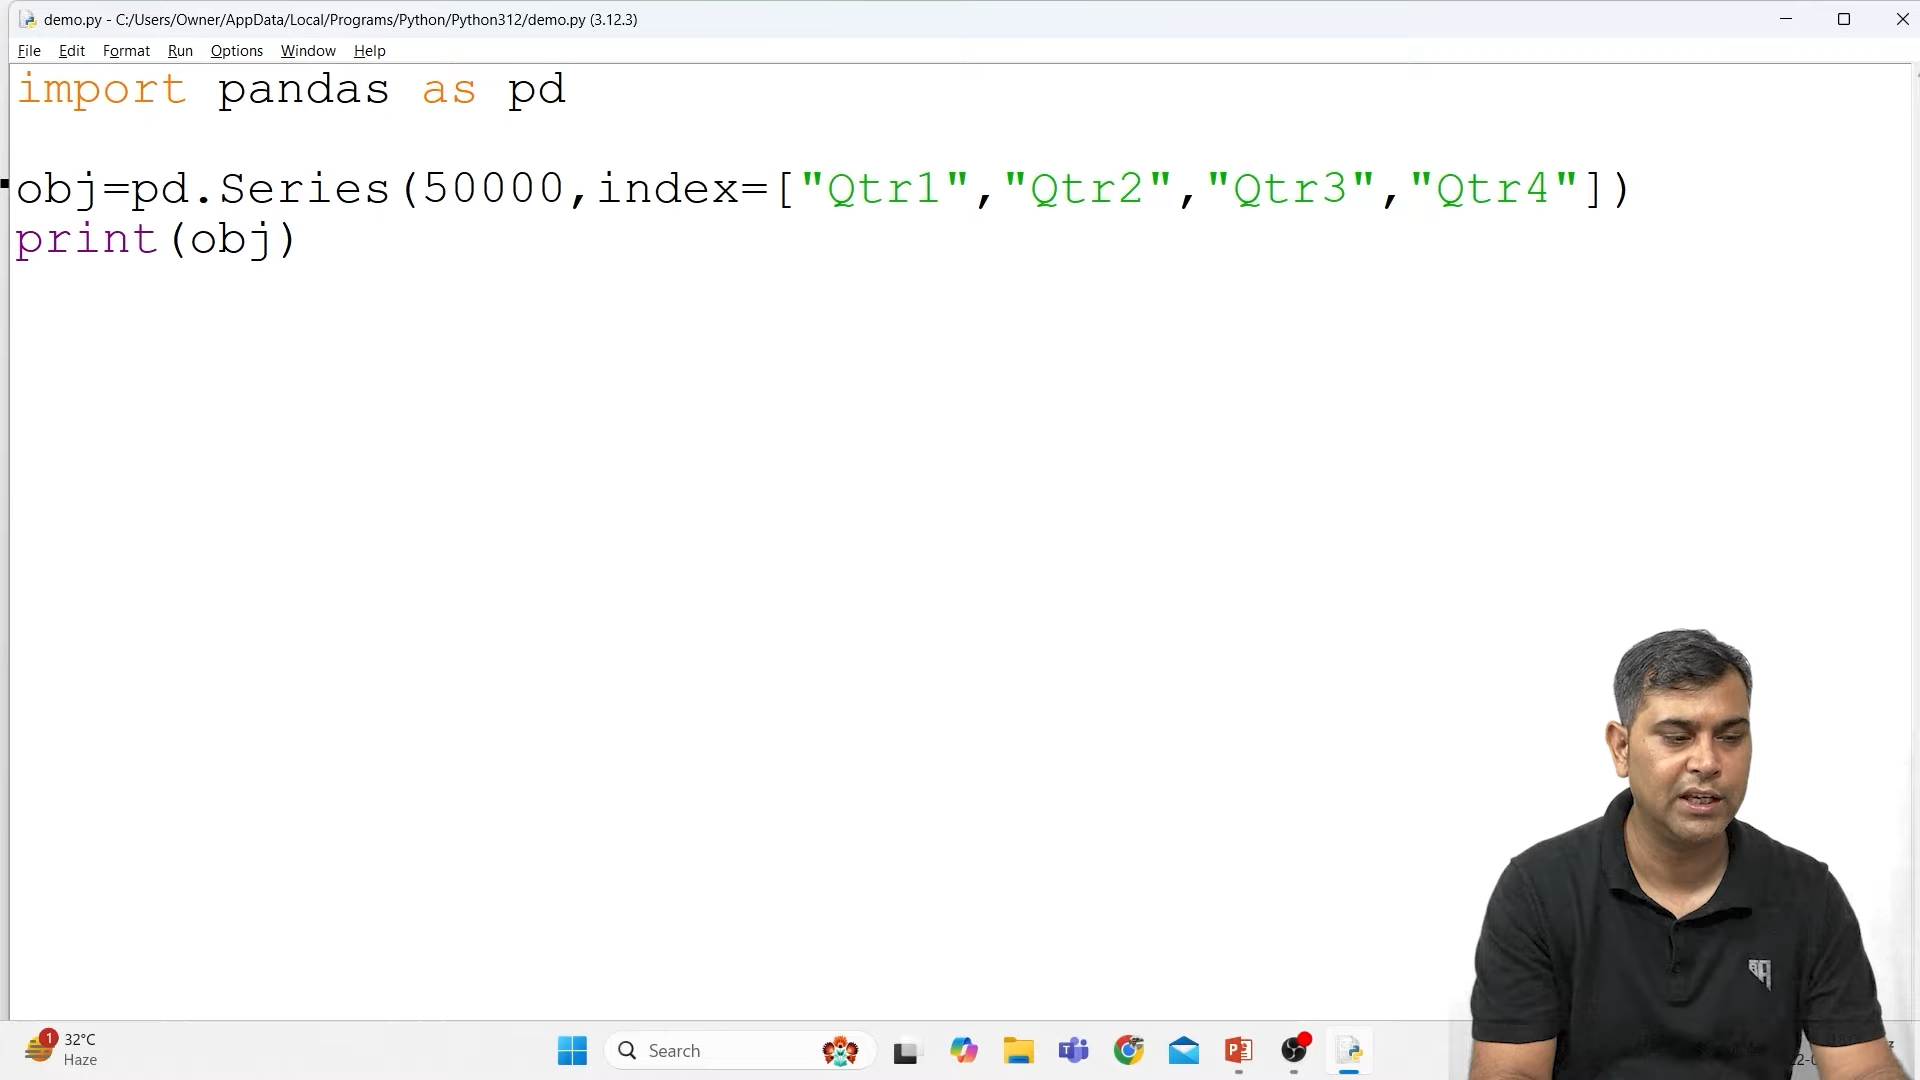 demo.py - C:/Users/Owner/AppData/Local/Programs/Python/Python312/demo.py (3.12.3)
File Edit Format Run Options Window Help
import pandas as pd
obj=pd.Series(50000,index=["Qtr1","Qtr2","Qtr3","Qtr4"])
print(obj)
1
32°C
Haze
Search